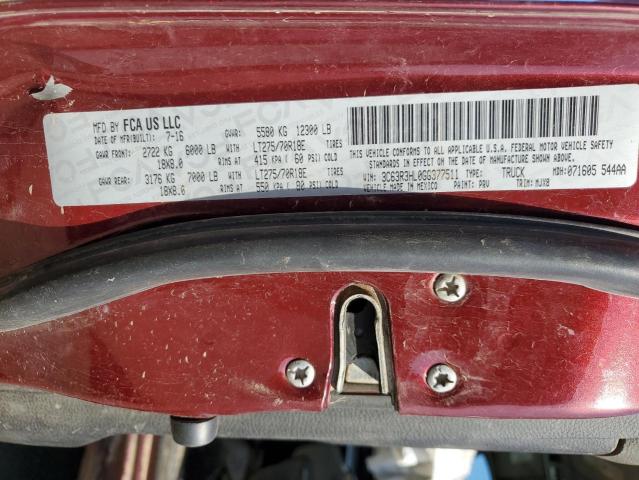 MFD BY FCA US LLC
DATE OF MFR(BUILT): 7-16 GVWR: 5580 KG 12300 LB
GAWR FRONT: 2722 KG 6000 LB WITH LT275/70R18E TIRES
18X8.0 RIMS AT 415 KPA ( 60 PSI) COLD
GAWR REAR: 3176 KG 7000 LB WITH LT275/70R18E TIRES
18X8.0 RIMS AT 550 KPA ( 80 PSI) COLD
THIS VEHICLE CONFORMS TO ALL APPLICABLE U.S.A. FEDERAL MOTOR VEHICLE SAFETY
STANDARDS IN EFFECT ON THE DATE OF MANUFACTURE SHOWN ABOVE.
VIN: 3C63R3HL0GG377511 TYPE: TRUCK MDH: 071605 544AA
VEHICLE MADE IN MEXICO PAINT: PRV TRIM: MJX8